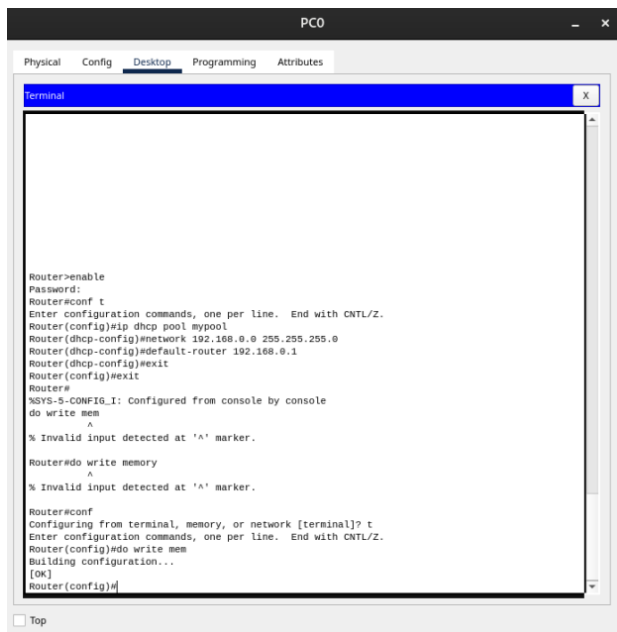 PC0
Physical Config Desktop Programming Attributes
Terminal X
Router>enable
Password:
Router#conf t
Enter configuration commands, one per line.  End with CNTL/Z.
Router(config)#ip dhcp pool mypool
Router(dhcp-config)#network 192.168.0.0 255.255.255.0
Router(dhcp-config)#default-router 192.168.0.1
Router(dhcp-config)#exit
Router(config)#exit
Router#
%SYS-5-CONFIG_I: Configured from console by console
do write mem
^
% Invalid input detected at '^' marker.
Router#do write memory
^
% Invalid input detected at '^' marker.
Router#conf
Configuring from terminal, memory, or network [terminal]? t
Enter configuration commands, one per line.  End with CNTL/Z.
Router(config)#do write mem
Building configuration...
[OK]
Router(config)#
Top